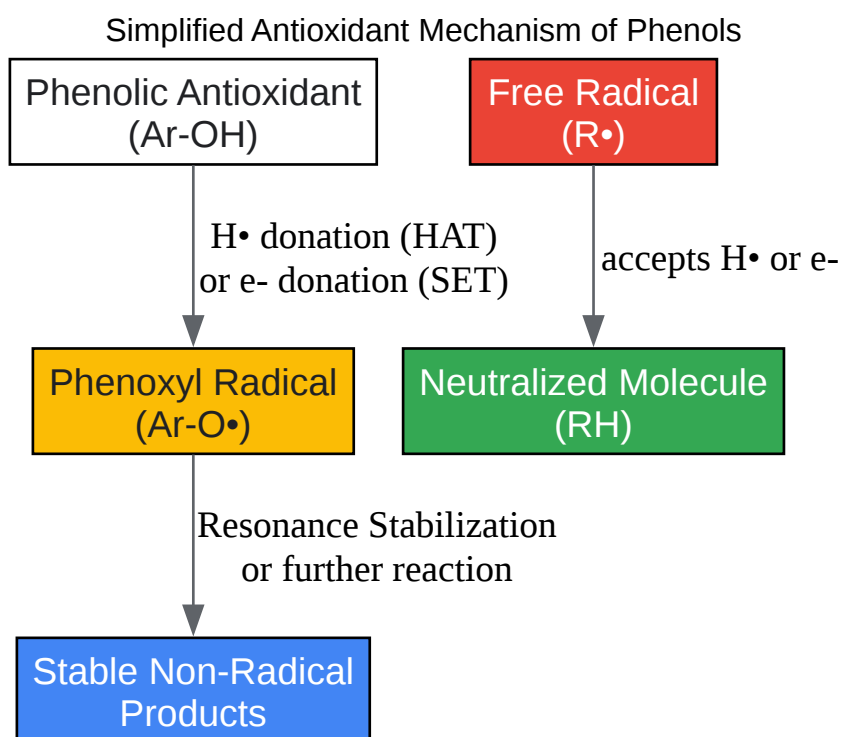 Simplified Antioxidant Mechanism of Phenols
Phenolic Antioxidant
(Ar-OH)
Free Radical
(R•)
H• donation (HAT)
or e- donation (SET)
accepts H• or e-
Phenoxyl Radical
(Ar-O•)
Neutralized Molecule
(RH)
Resonance Stabilization
or further reaction
Stable Non-Radical
Products